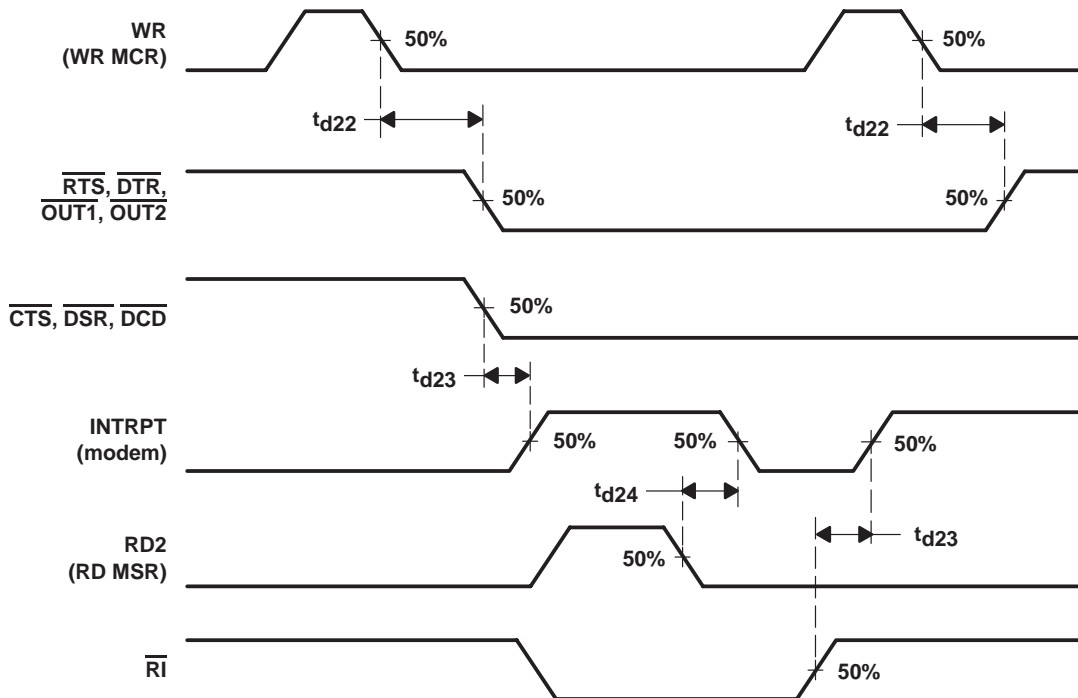 WR
(WR MCR)
50%
50%
td22
td22
RTS, DTR,
OUT1, OUT2
50%
50%
CTS, DSR, DCD
50%
td23
INTRPT
(modem)
50%
50%
50%
td24
td23
RD2
(RD MSR)
50%
RI
50%